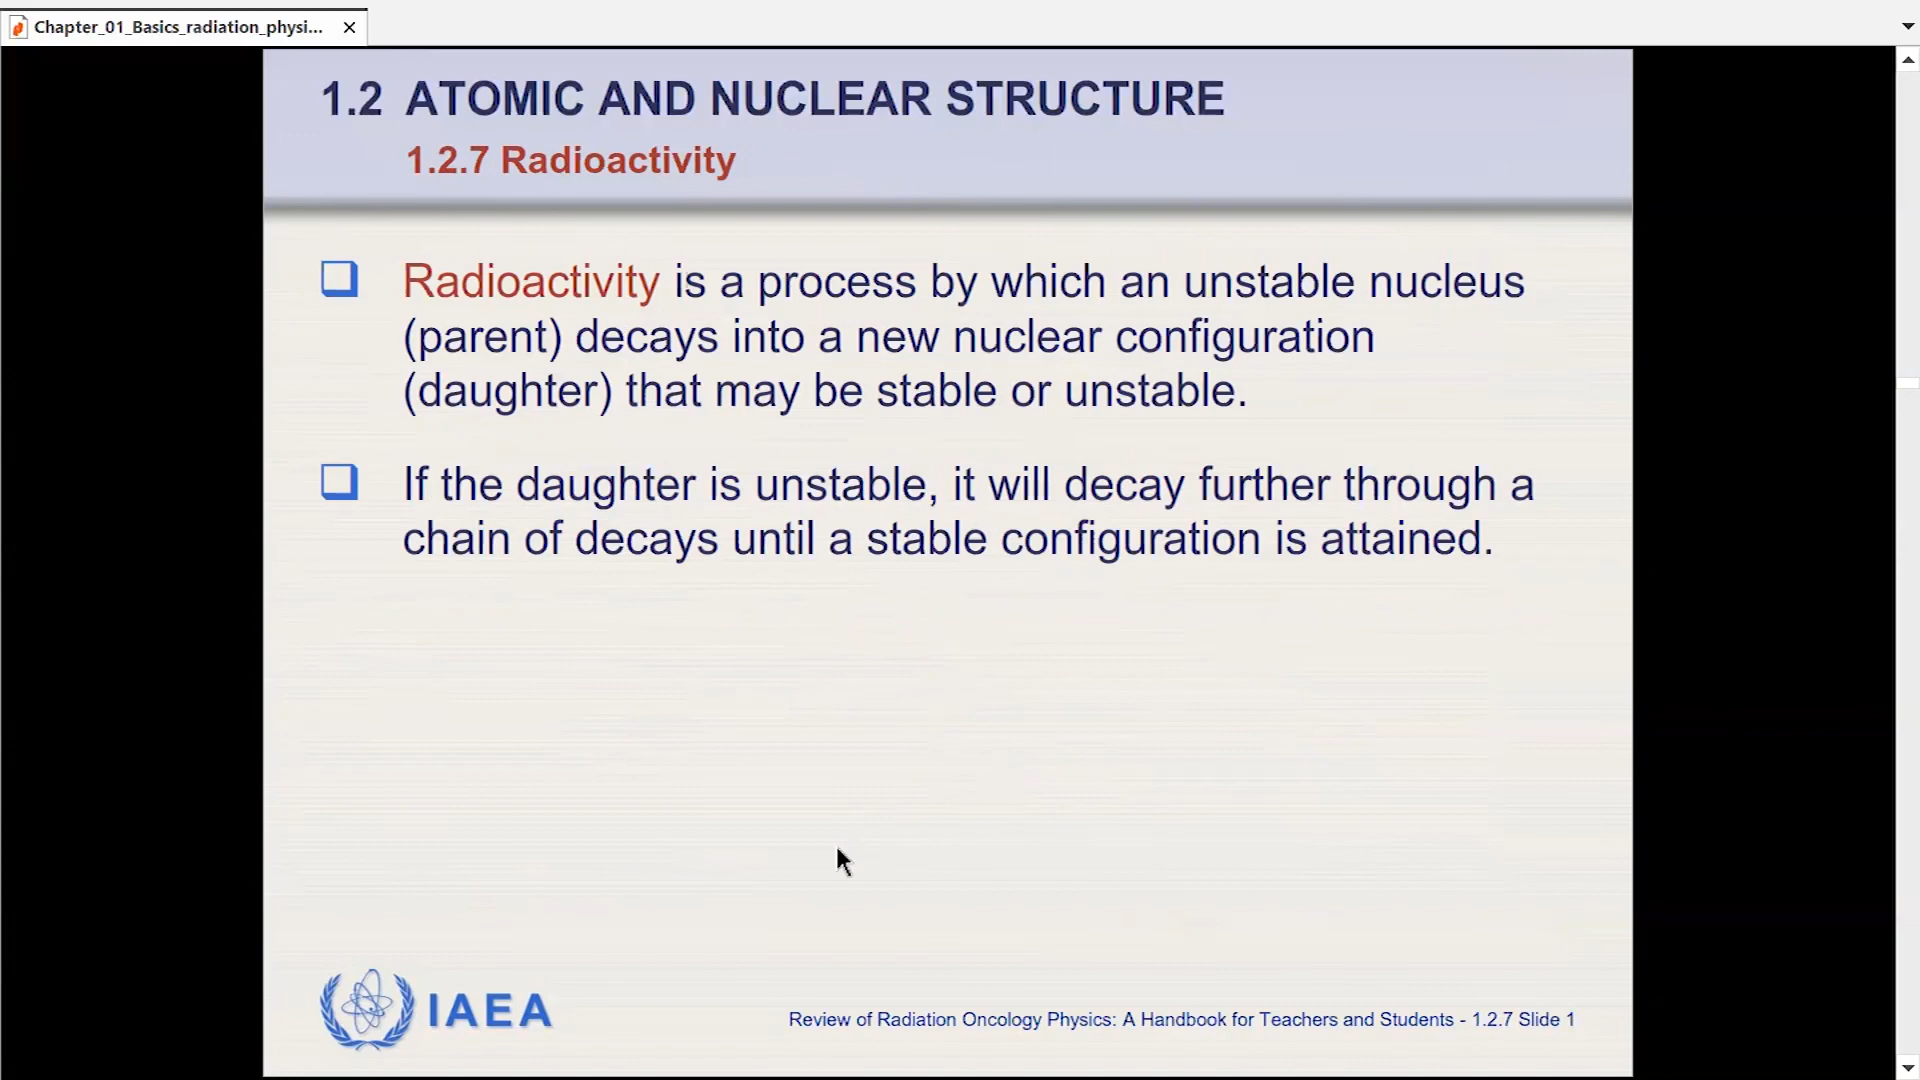 Chapter_01_Basics_radiation_physi...
1.2 ATOMIC AND NUCLEAR STRUCTURE
1.2.7 Radioactivity
Radioactivity is a process by which an unstable nucleus
(parent) decays into a new nuclear configuration
(daughter) that may be stable or unstable.
If the daughter is unstable, it will decay further through a
chain of decays until a stable configuration is attained.
IAEA
Review of Radiation Oncology Physics: A Handbook for Teachers and Students - 1.2.7 Slide 1